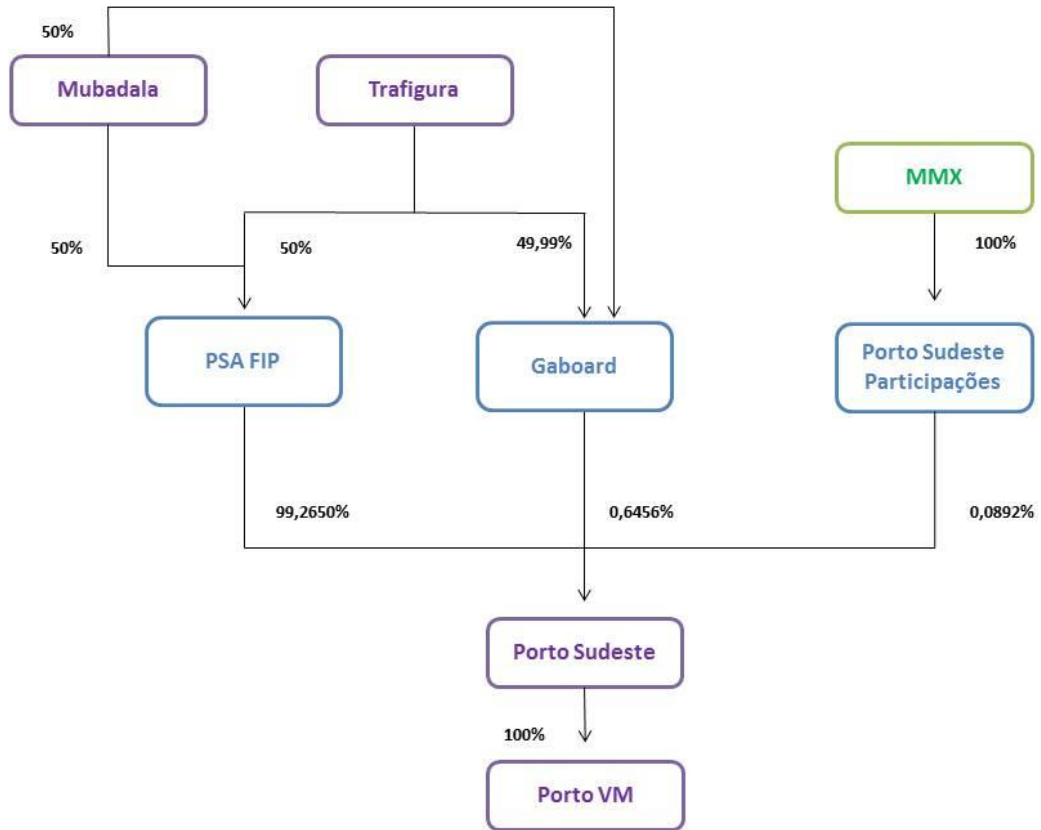 50%
Mubadala
Trafigura
MMX
50%
50%
49,99%
100%
PSA FIP
Gaboard
Porto Sudeste
Participações
99,2650%
0,6456%
0,0892%
Porto Sudeste
100%
Porto VM